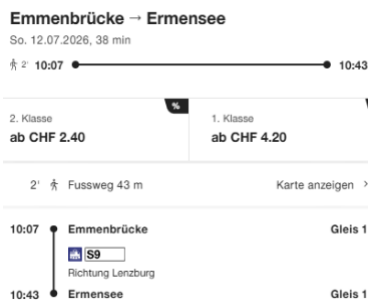 Emmenbrücke → Ermensee
So. 12.07.2026, 38 min
2' 10:07 10:43
%
2. Klasse 1. Klasse
ab CHF 2.40 ab CHF 4.20
2' Fussweg 43 m Karte anzeigen
10:07 Emmenbrücke Gleis 1
S9
Richtung Lenzburg
10:43 Ermensee Gleis 1